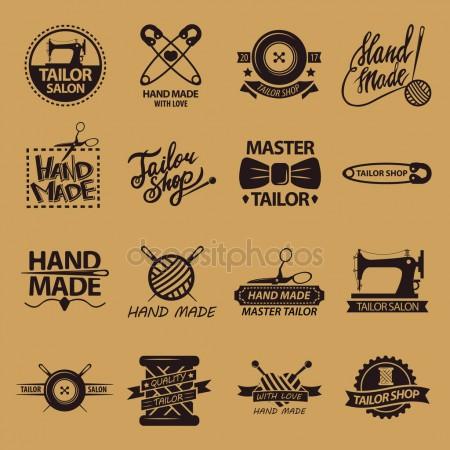 TAILOR
SALON
HAND MADE
WITH LOVE
20 17
TAILOR SHOP
Hand
Made
HAND
MADE
Tailor
Shop
MASTER
TAILOR
TAILOR SHOP
HAND
MADE
HAND MADE
HAND MADE
MASTER TAILOR
TAILOR SALON
TAILOR SALON
QUALITY
TAILOR
WITH LOVE
HAND MADE
TAILOR SHOP
depositphotos